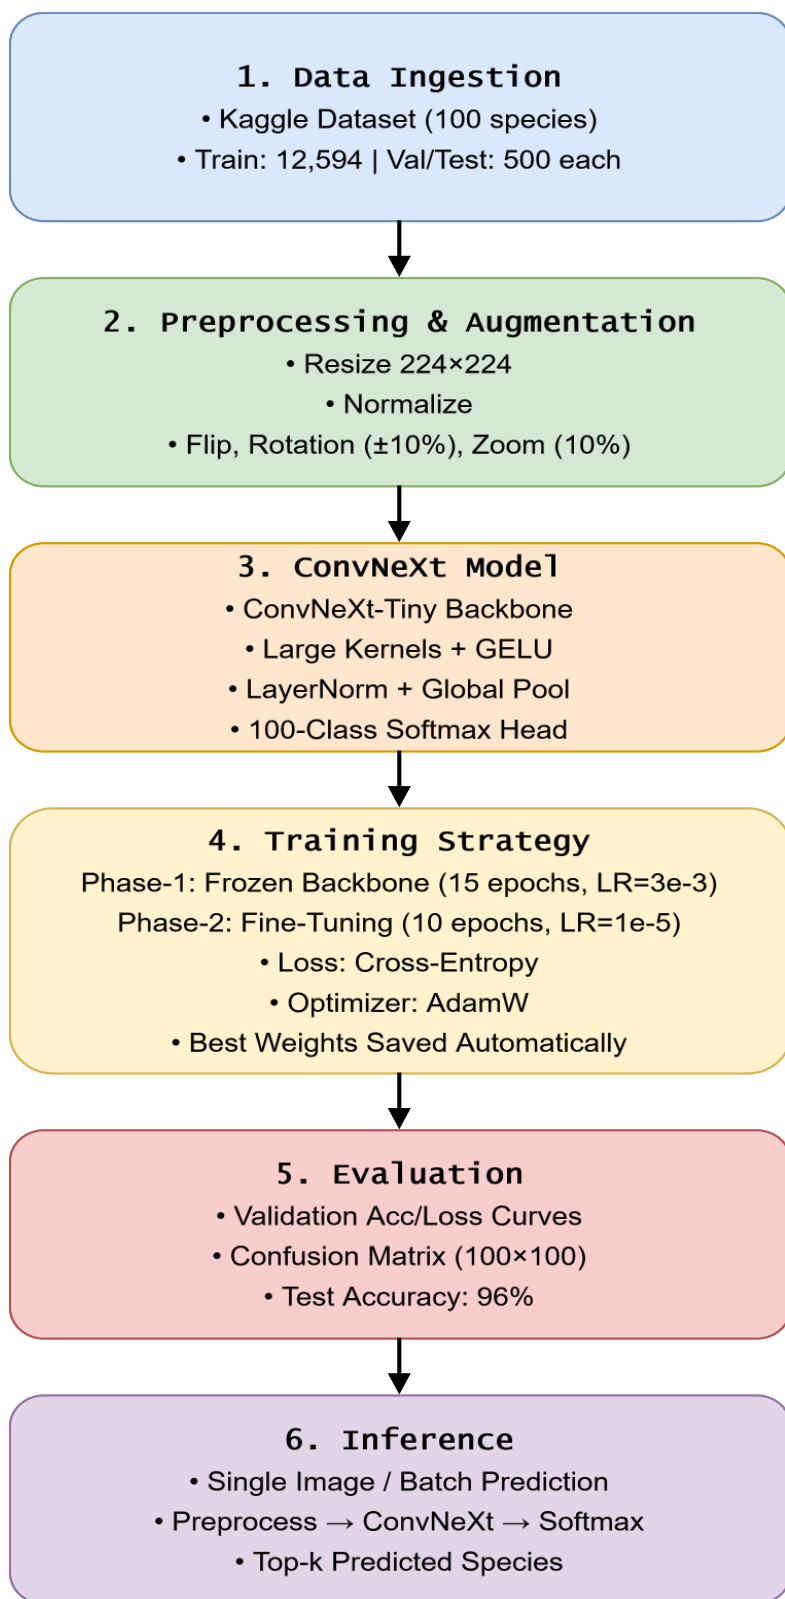 1. Data Ingestion
• Kaggle Dataset (100 species)
• Train: 12,594 | Val/Test: 500 each
2. Preprocessing & Augmentation
• Resize 224×224
• Normalize
• Flip, Rotation (±10%), Zoom (10%)
3. ConvNeXt Model
• ConvNeXt-Tiny Backbone
• Large Kernels + GELU
• LayerNorm + Global Pool
• 100-Class Softmax Head
4. Training Strategy
Phase-1: Frozen Backbone (15 epochs, LR=3e-3)
Phase-2: Fine-Tuning (10 epochs, LR=1e-5)
• Loss: Cross-Entropy
• Optimizer: AdamW
• Best Weights Saved Automatically
5. Evaluation
• Validation Acc/Loss Curves
• Confusion Matrix (100×100)
• Test Accuracy: 96%
6. Inference
• Single Image / Batch Prediction
• Preprocess → ConvNeXt → Softmax
• Top-k Predicted Species